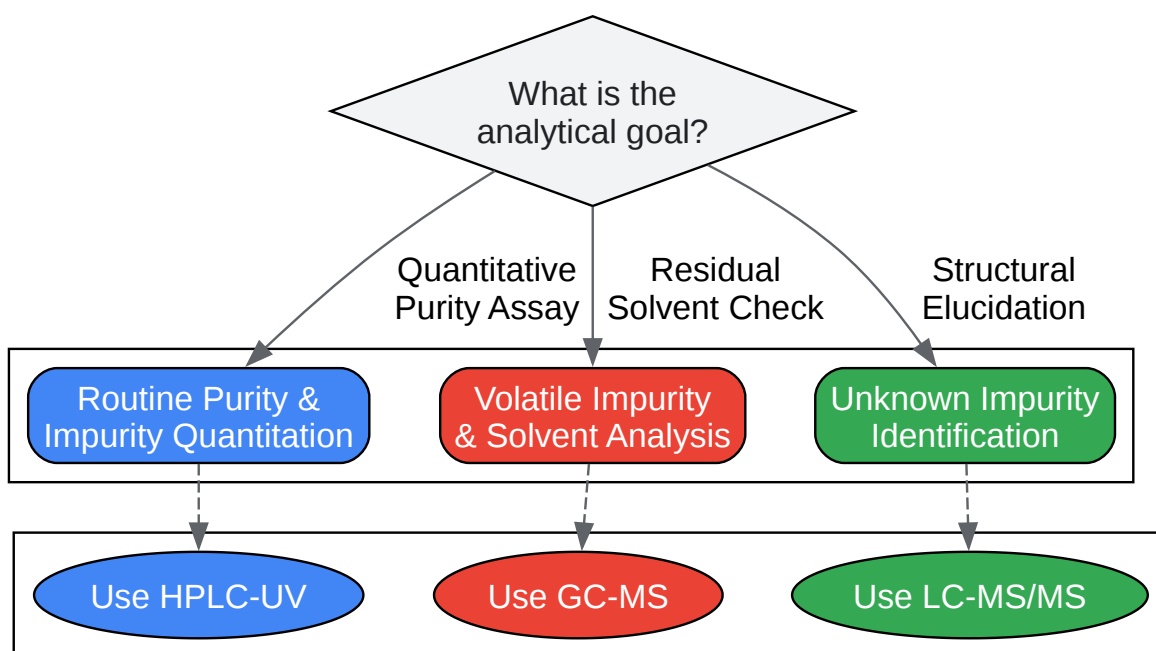 What is the
analytical goal?
Quantitative
Purity Assay
Residual
Solvent Check
Structural
Elucidation
Routine Purity &
Impurity Quantitation
Volatile Impurity
& Solvent Analysis
Unknown Impurity
Identification
Use HPLC-UV
Use GC-MS
Use LC-MS/MS